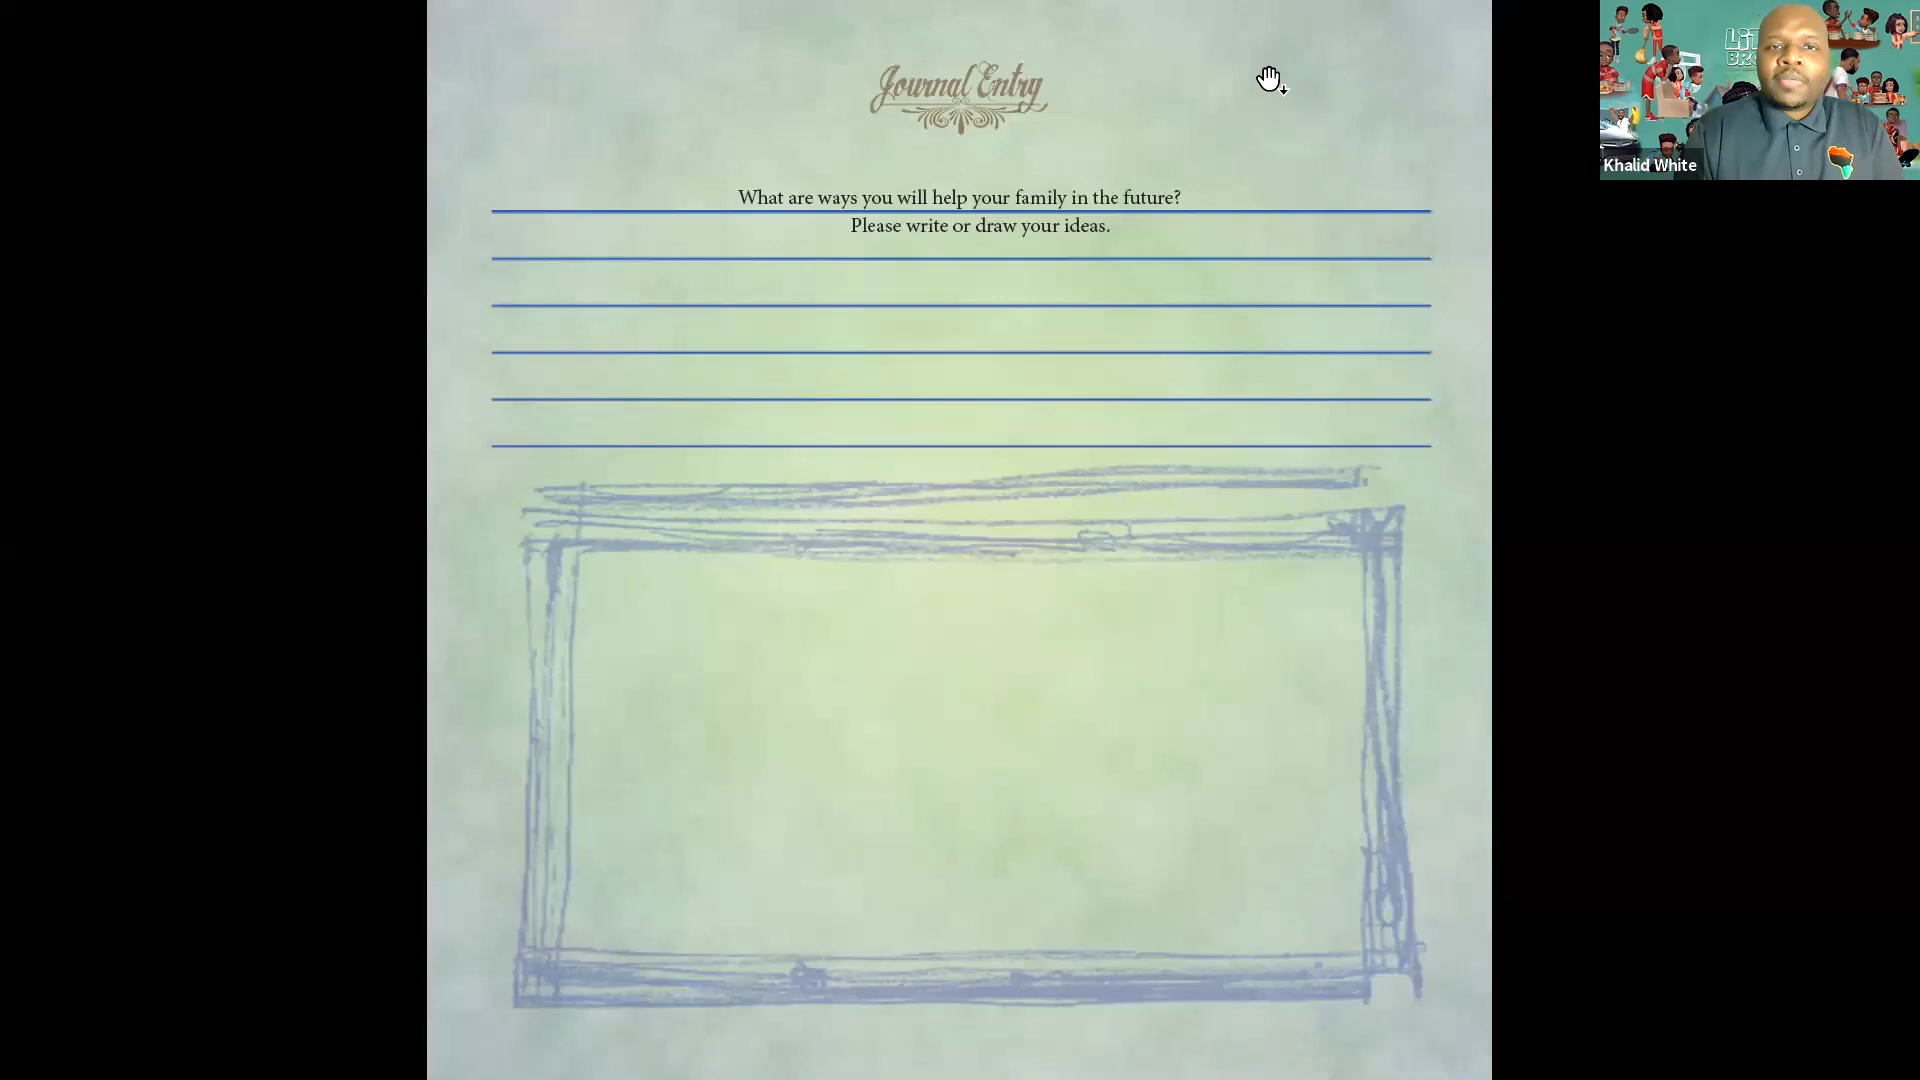 Journal Entry
What are ways you will help your family in the future?
Please write or draw your ideas.
Khalid White